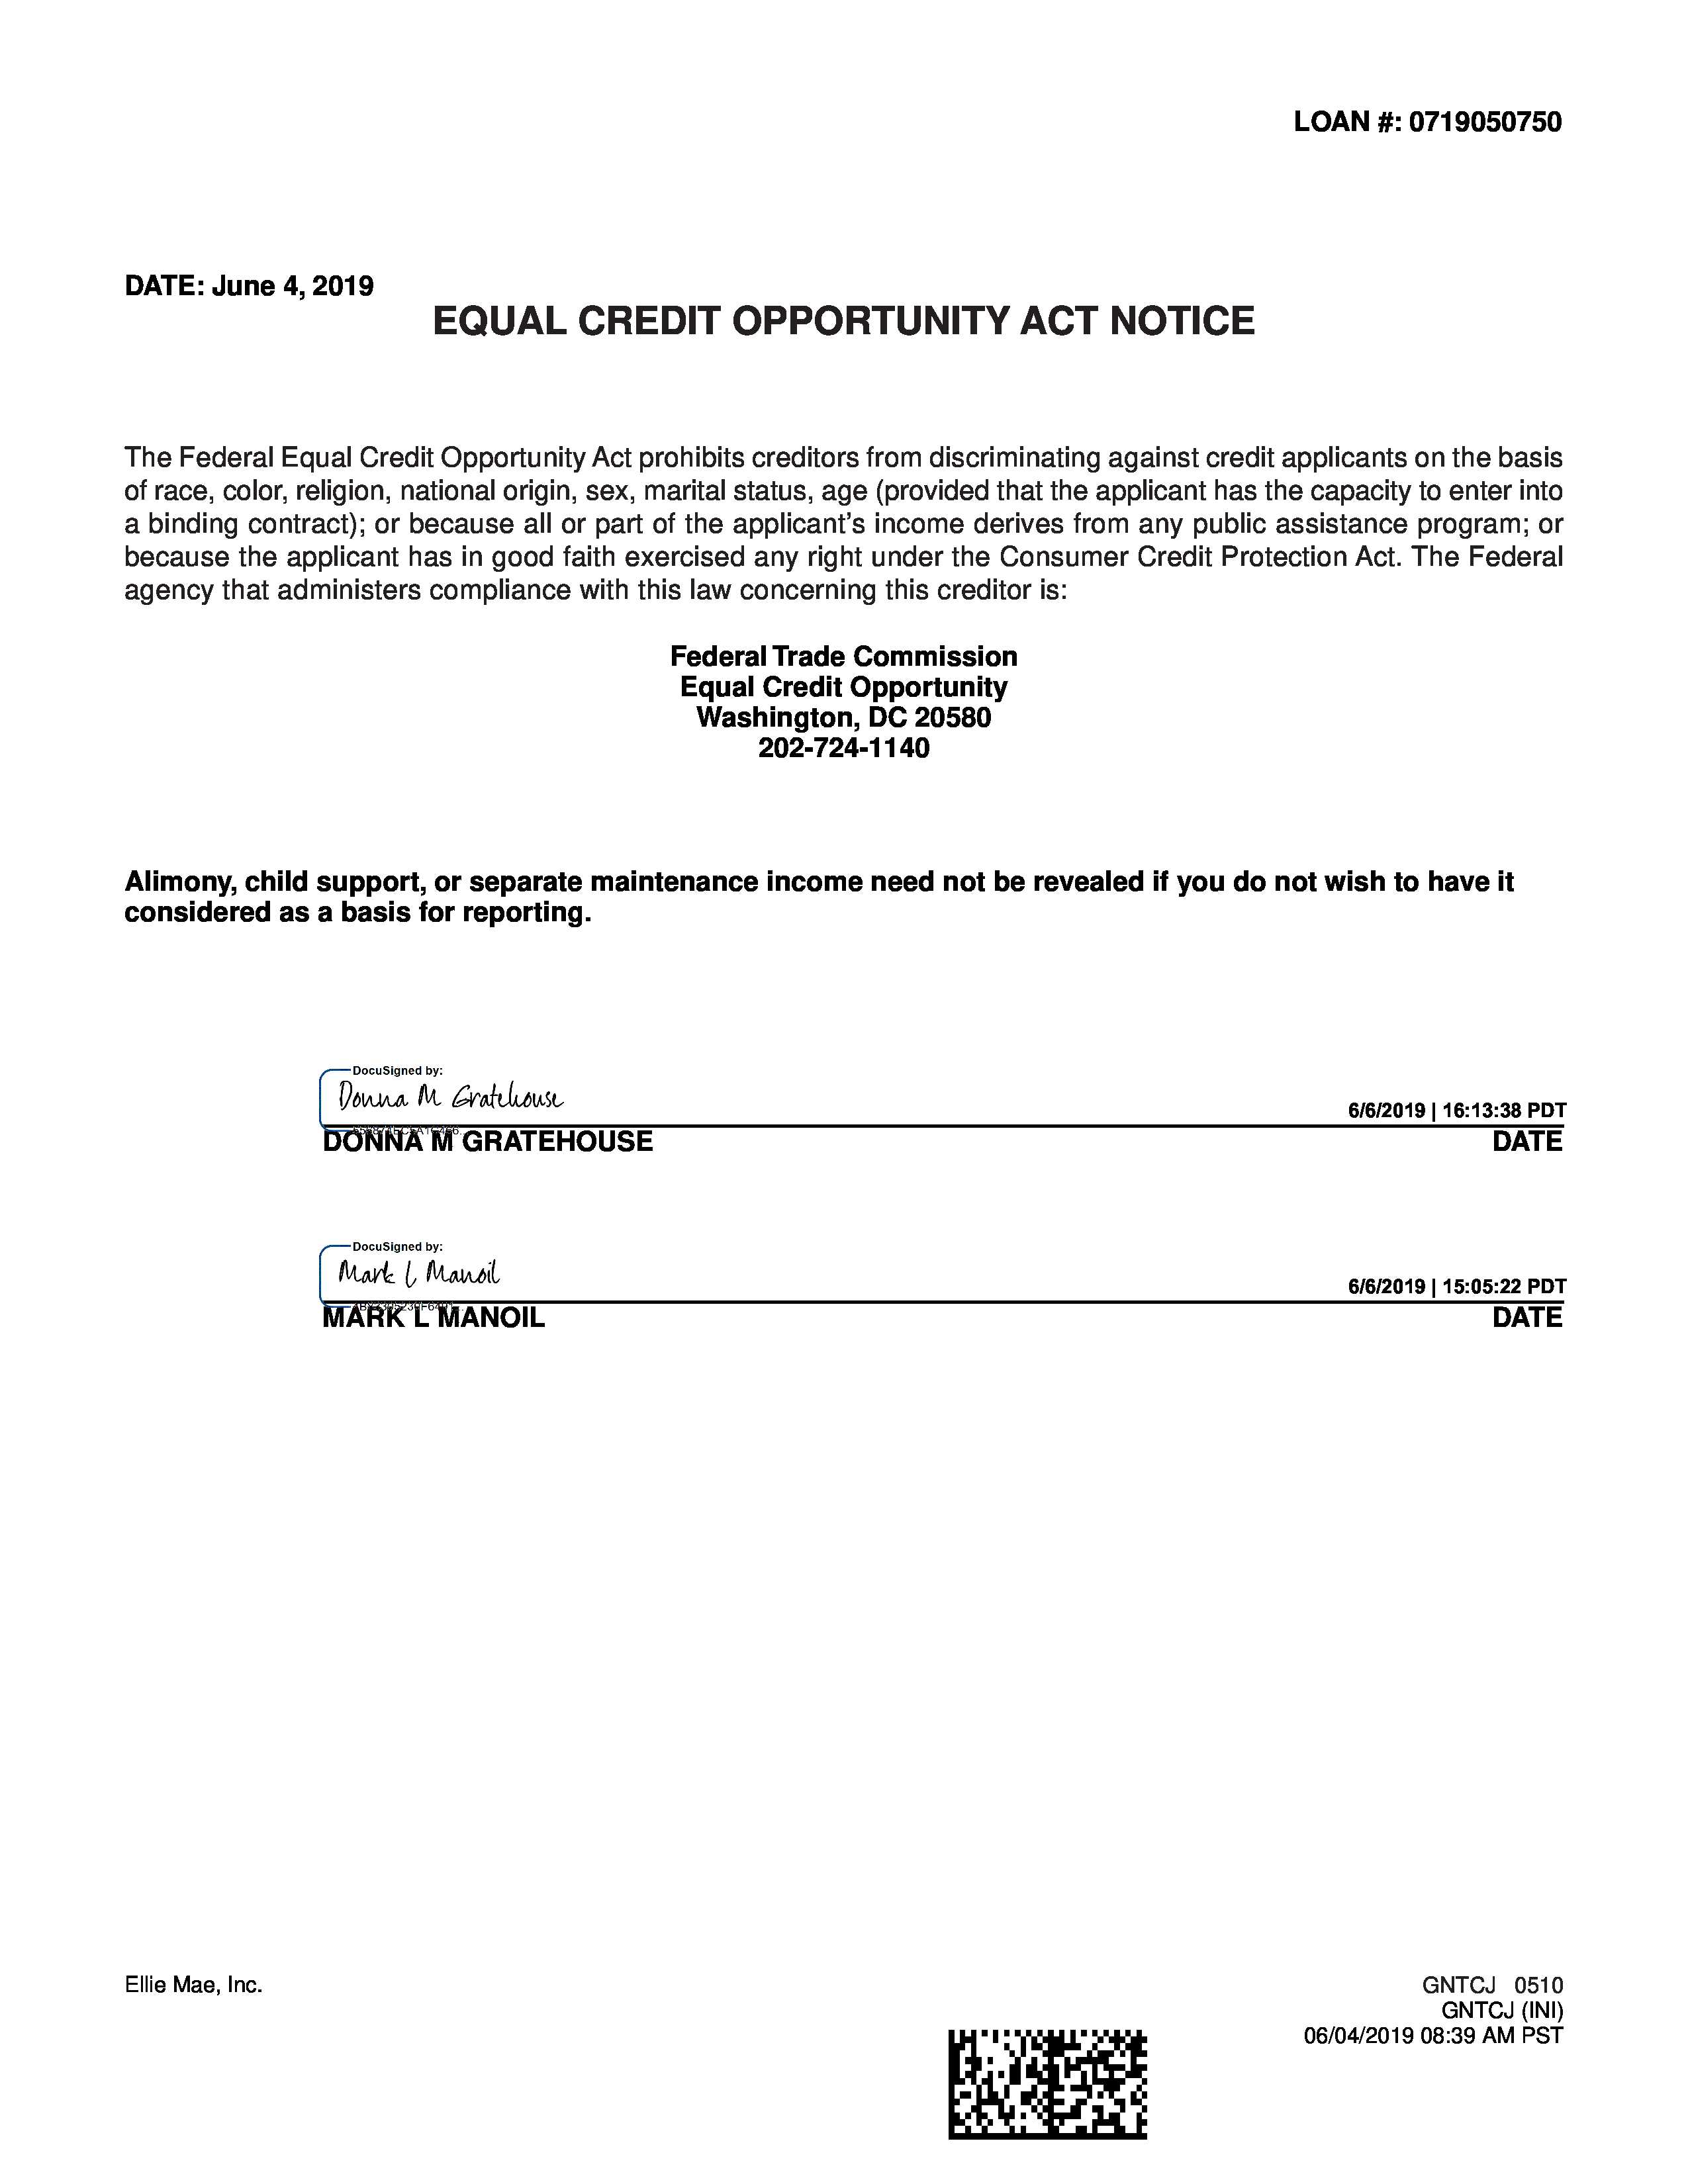 LOAN #: 0719050750
DATE: June 4, 2019
EQUAL CREDIT OPPORTUNITY ACT NOTICE
The Federal Equal Credit Opportunity Act prohibits creditors from discriminating against credit applicants on the basis
of race, color, religion, national origin, sex, marital status, age (provided that the applicant has the capacity to enter into
a binding contract); or because all or part of the applicant's income derives from any public assistance program; or
because the applicant has in good faith exercised any right under the Consumer Credit Protection Act. The Federal
agency that administers compliance with this law concerning this creditor is:
Federal Trade Commission
Equal Credit Opportunity
Washington, DC 20580
202-724-1140
Alimony, child support, or separate maintenance income need not be revealed if you do not wish to have it
considered as a basis for reporting.
DocuSigned by:
Donna M Gratehouse
6/6/2019 | 16:13:38 PDT
DONNA M GRATEHOUSE DATE
DocuSigned by:
Mark L Manoil
6/6/2019 | 15:05:22 PDT
MARK L MANOIL DATE
Ellie Mae, Inc.
GNTCJ 0510
GNTCJ (INI)
06/04/2019 08:39 AM PST